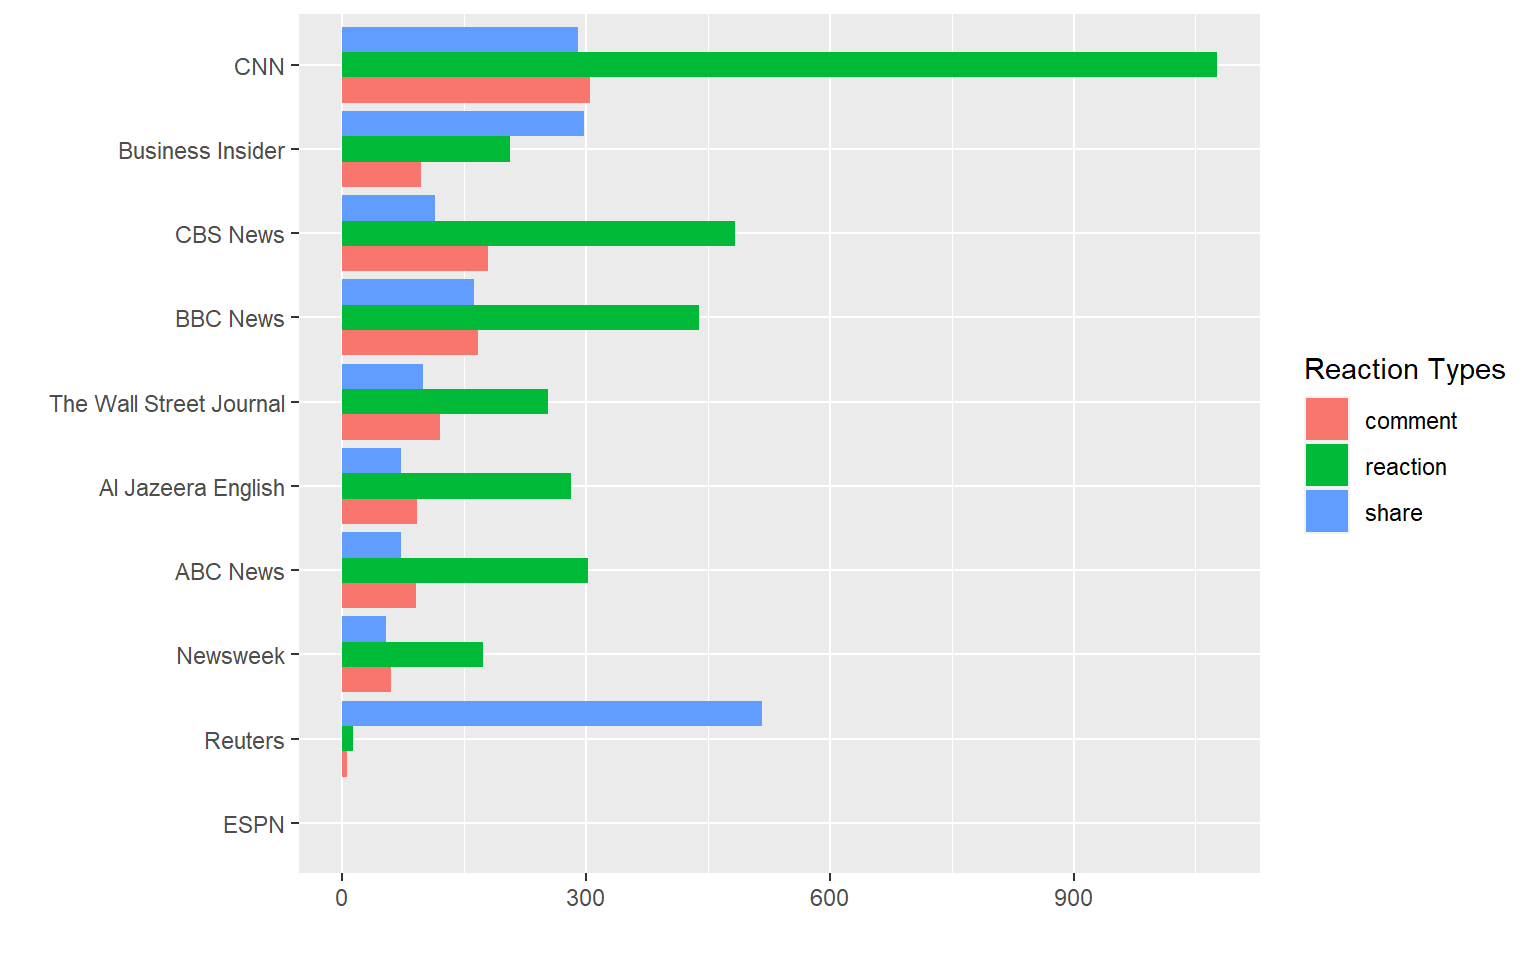 CNN
Business Insider
CBS News
BBC News
The Wall Street Journal
Al Jazeera English
ABC News
Newsweek
Reuters
ESPN
0 300 600 900
Reaction Types
comment
reaction
share